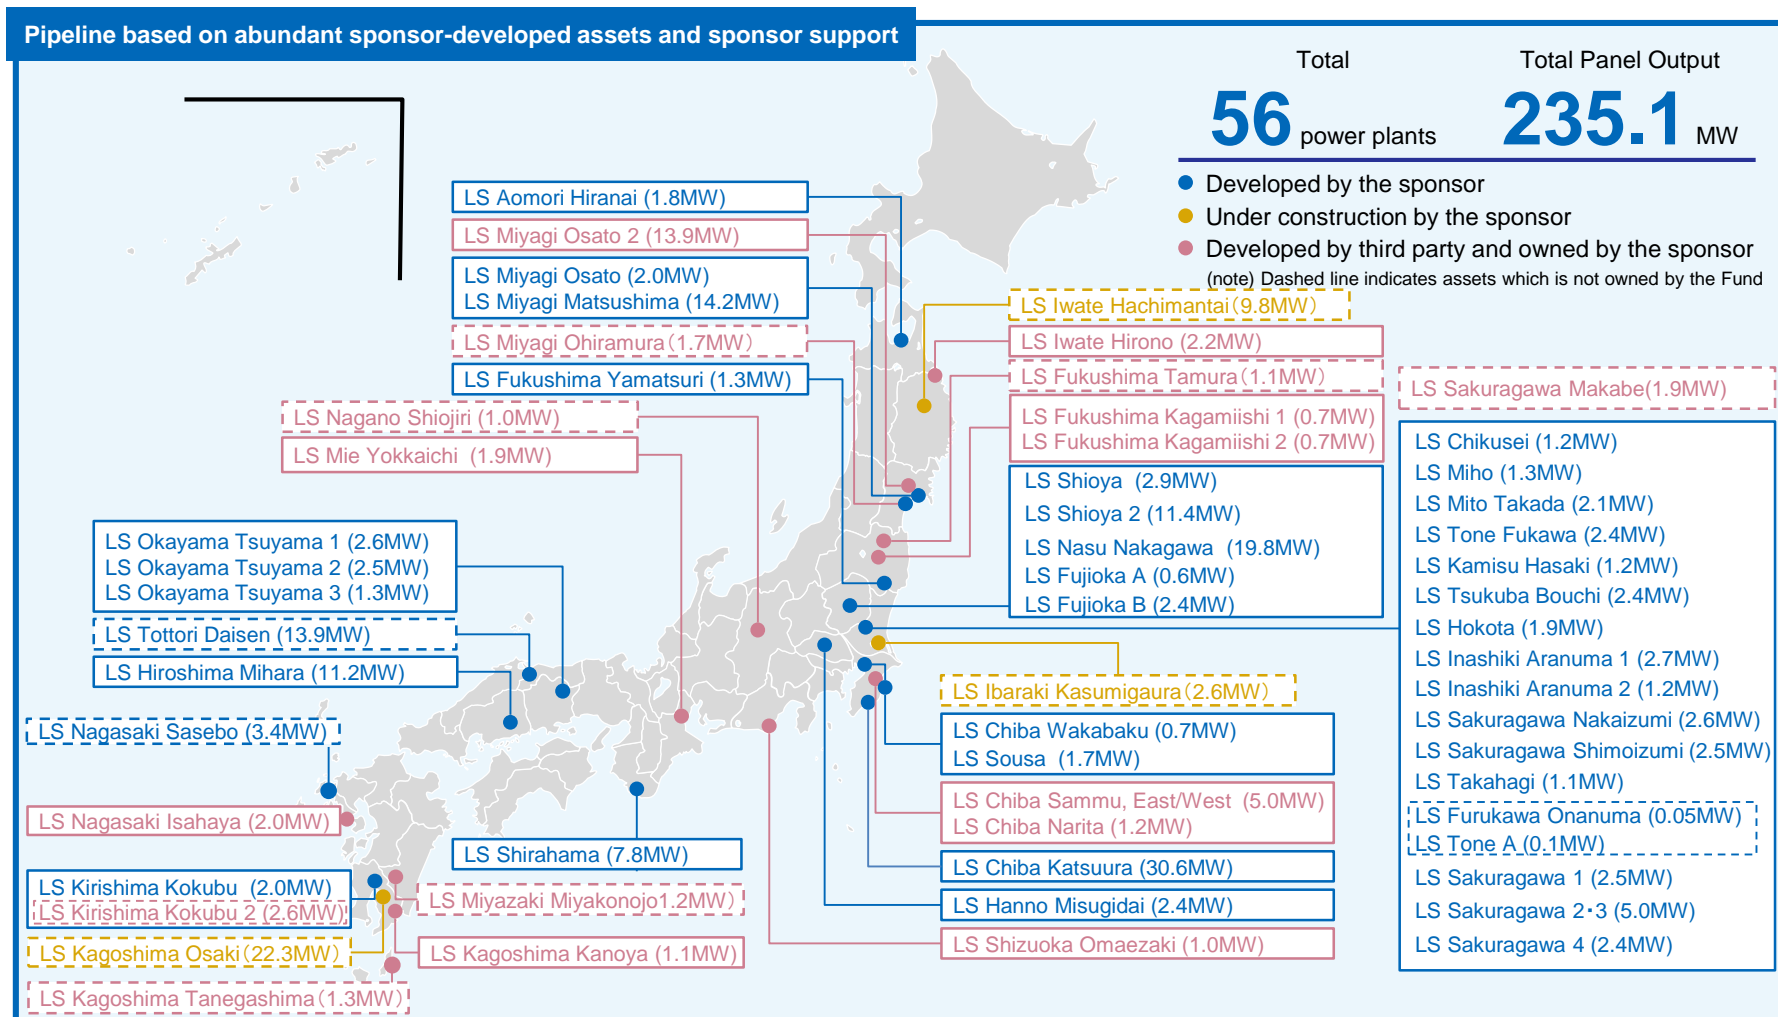 Pipeline based on abundant sponsor-developed assets and sponsor support
Total
56 power plants
Total Panel Output
235.1 MW
Developed by the sponsor
Under construction by the sponsor
Developed by third party and owned by the sponsor
(note) Dashed line indicates assets which is not owned by the Fund
LS Aomori Hiranai (1.8MW)
LS Miyagi Osato 2 (13.9MW)
LS Miyagi Osato (2.0MW)
LS Miyagi Matsushima (14.2MW)
LS Miyagi Ohiramura（1.7MW）
LS Fukushima Yamatsuri (1.3MW)
LS Nagano Shiojiri (1.0MW)
LS Mie Yokkaichi (1.9MW)
LS Okayama Tsuyama 1 (2.6MW)
LS Okayama Tsuyama 2 (2.5MW)
LS Okayama Tsuyama 3 (1.3MW)
LS Tottori Daisen (13.9MW)
LS Hiroshima Mihara (11.2MW)
LS Nagasaki Sasebo (3.4MW)
LS Nagasaki Isahaya (2.0MW)
LS Kirishima Kokubu (2.0MW)
LS Kirishima Kokubu 2 (2.6MW)
LS Kagoshima Osaki（22.3MW）
LS Kagoshima Tanegashima（1.3MW）
LS Shirahama (7.8MW)
LS Miyazaki Miyakonojo1.2MW）
LS Kagoshima Kanoya (1.1MW)
LS Iwate Hachimantai（9.8MW）
LS Iwate Hirono (2.2MW)
LS Fukushima Tamura（1.1MW）
LS Fukushima Kagamiishi 1 (0.7MW)
LS Fukushima Kagamiishi 2 (0.7MW)
LS Shioya (2.9MW)
LS Shioya 2 (11.4MW)
LS Nasu Nakagawa (19.8MW)
LS Fujioka A (0.6MW)
LS Fujioka B (2.4MW)
LS Ibaraki Kasumigaura（2.6MW）
LS Chiba Wakabaku (0.7MW)
LS Sousa (1.7MW)
LS Chiba Sammu, East/West (5.0MW)
LS Chiba Narita (1.2MW)
LS Chiba Katsuura (30.6MW)
LS Hanno Misugidai (2.4MW)
LS Shizuoka Omaezaki (1.0MW)
LS Sakuragawa Makabe(1.9MW)
LS Chikusei (1.2MW)
LS Miho (1.3MW)
LS Mito Takada (2.1MW)
LS Tone Fukawa (2.4MW)
LS Kamisu Hasaki (1.2MW)
LS Tsukuba Bouchi (2.4MW)
LS Hokota (1.9MW)
LS Inashiki Aranuma 1 (2.7MW)
LS Inashiki Aranuma 2 (1.2MW)
LS Sakuragawa Nakaizumi (2.6MW)
LS Sakuragawa Shimoizumi (2.5MW)
LS Takahagi (1.1MW)
LS Furukawa Onanuma (0.05MW)
LS Tone A (0.1MW)
LS Sakuragawa 1 (2.5MW)
LS Sakuragawa 2・3 (5.0MW)
LS Sakuragawa 4 (2.4MW)